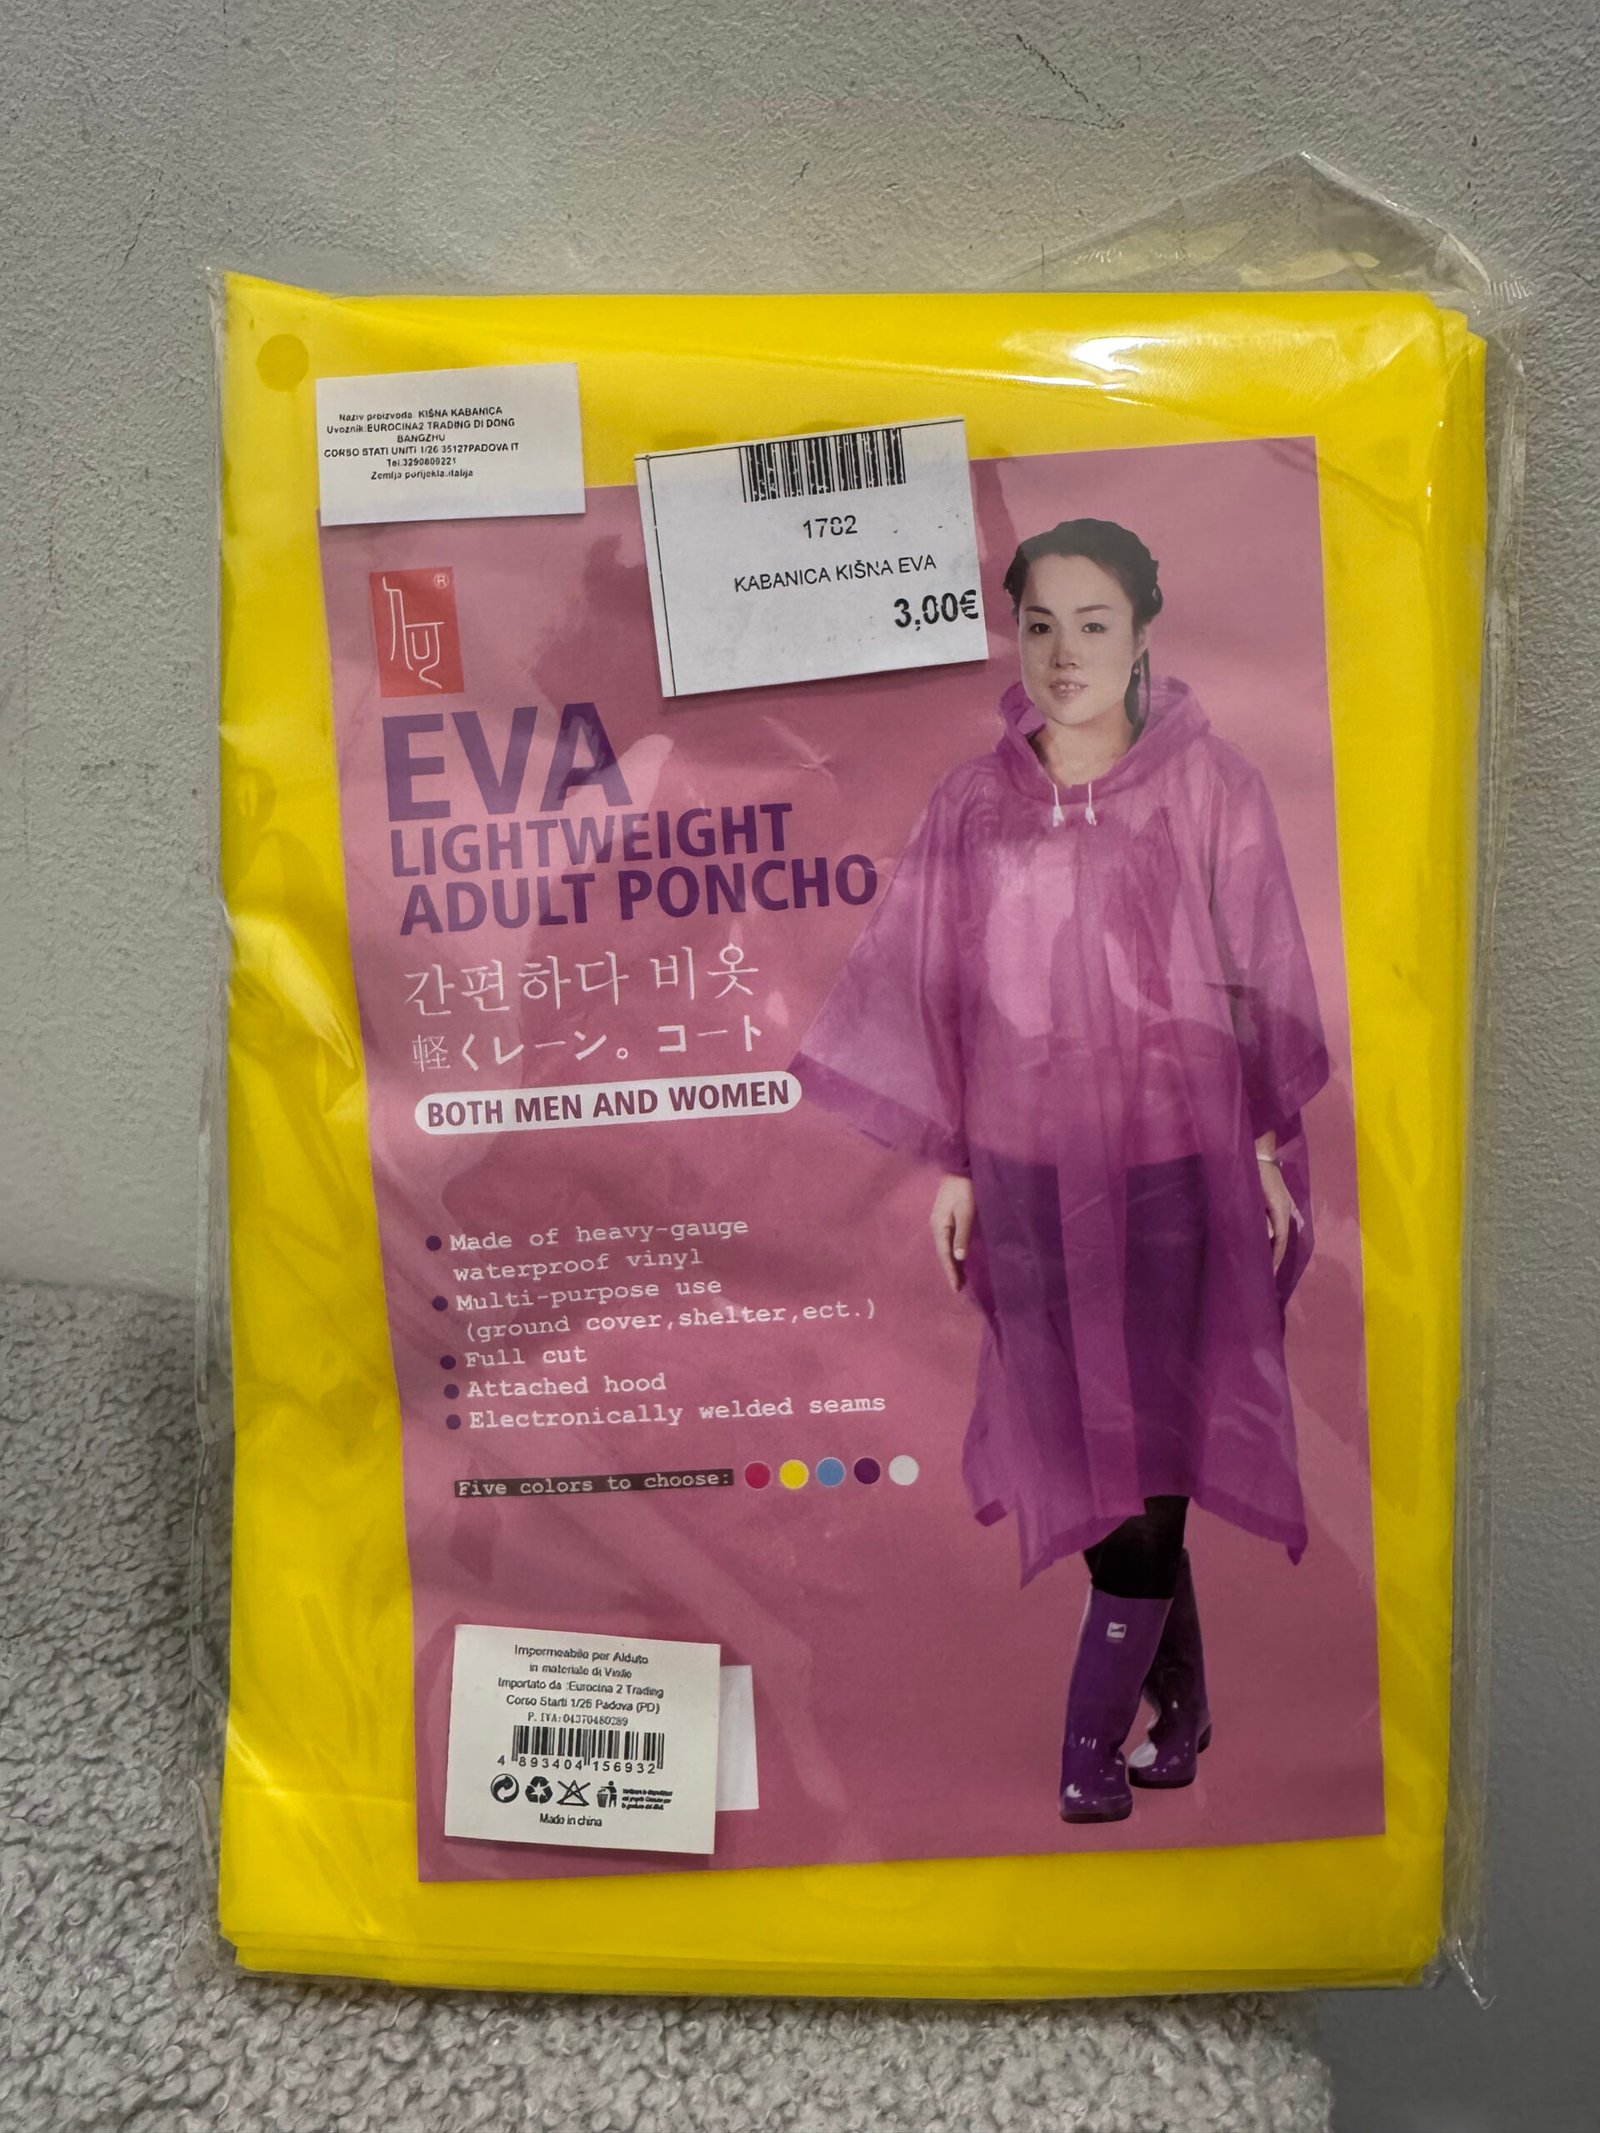 Naziv proizvoda: KIŠNA KABANICA
Uvoznik:EUROCINA2 TRADING DI DONG
BANGZHU
CORSO STATI UNITI 1/26 35127PADOVA IT
Tel.3290809221
Zemlja porijekla.italija
1702
KABANICA KIŠNA EVA
3,00€
®
EVA
LIGHTWEIGHT
ADULT PONCHO
간편하다 비옷
軽くレーン。コート
BOTH MEN AND WOMEN
Made of heavy-gauge
waterproof vinyl
Multi-purpose use
(ground cover,shelter,ect.)
Full cut
Attached hood
Electronically welded seams
Five colors to choose:
Impermeabile per Alduto
in materiale di
Importato da :Eurocina 2 Trading
Corso Starti 1/26 Padova (PD)
P. IVA: 04370480289
4 893404 156932
Made in china